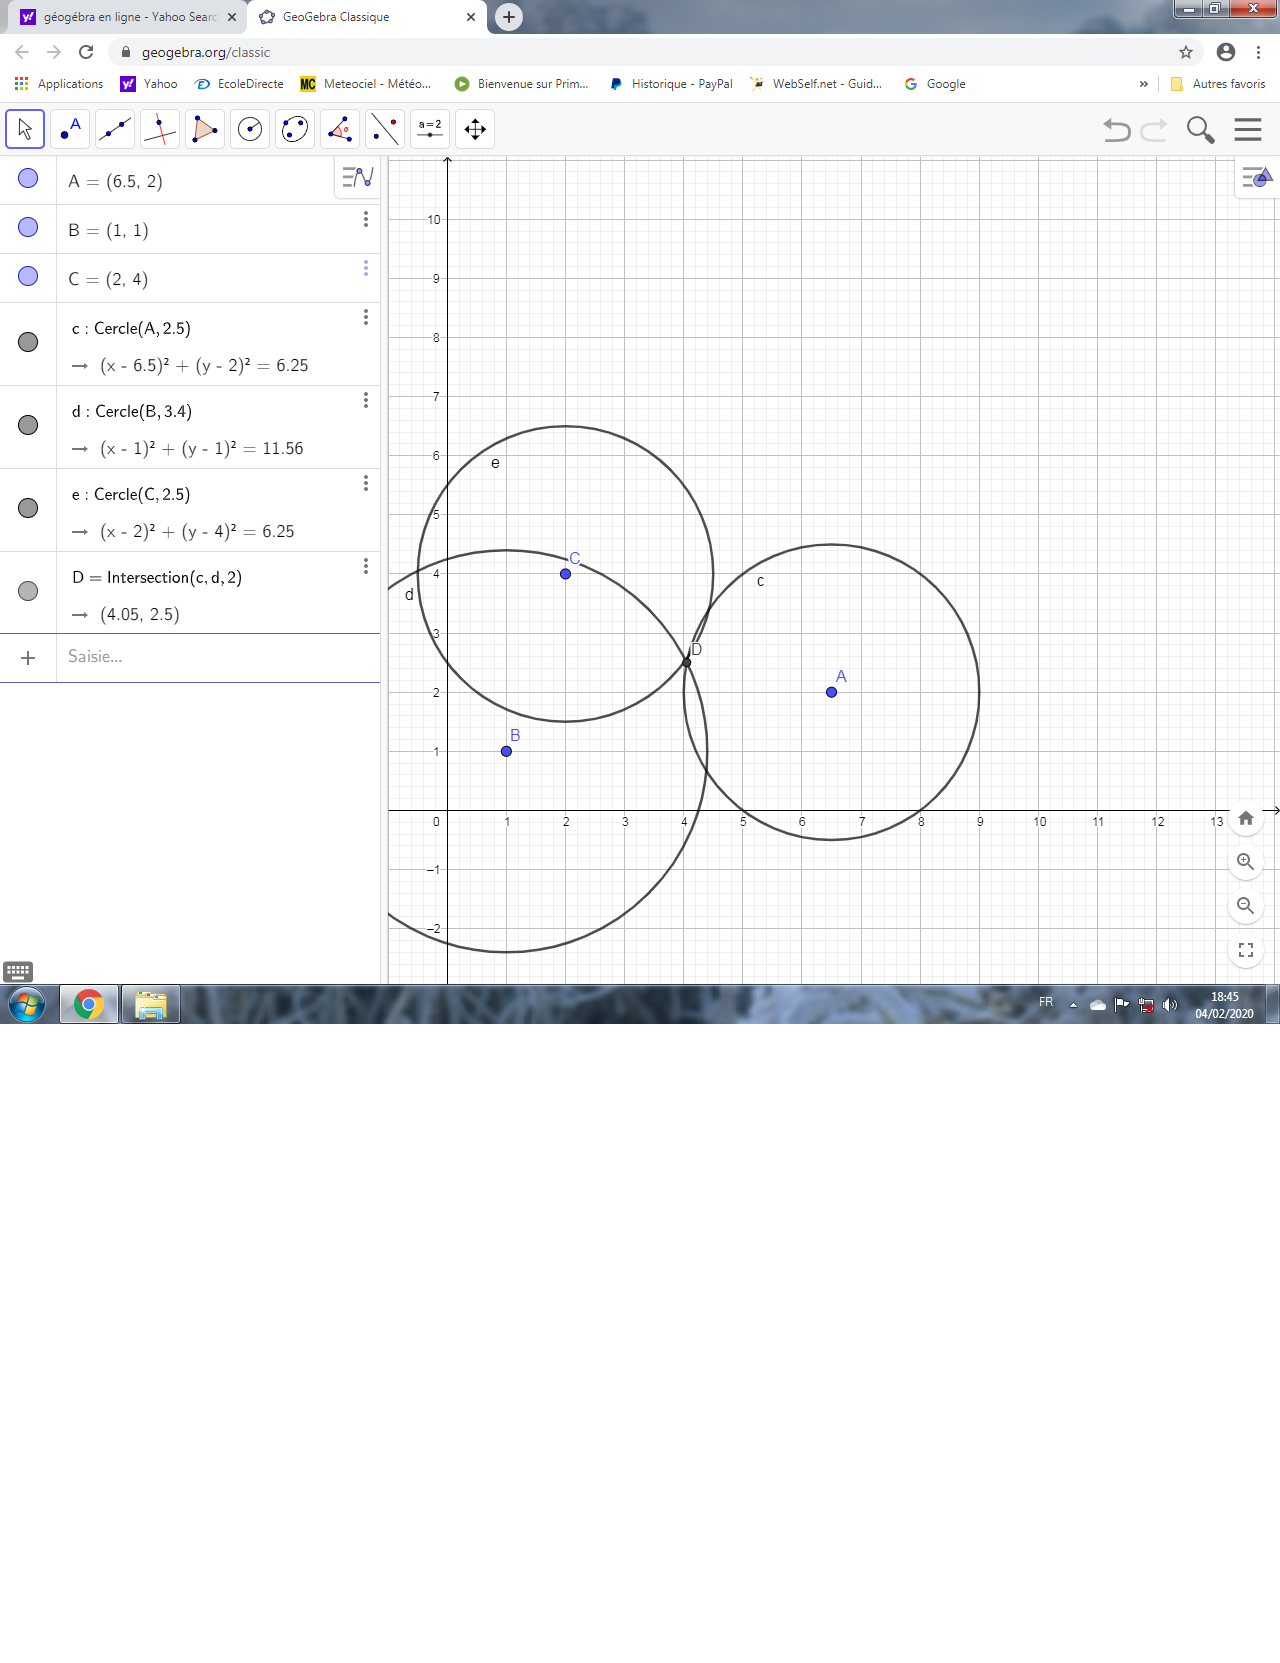 géogébra en ligne - Yahoo Searc
GeoGebra Classique
geogebra.org/classic
Applications
Yahoo
EcoleDirecte
MC Meteociel - Météo...
Bienvenue sur Prim...
Historique - PayPal
WebSelf.net - Guid...
Google
»
Autres favoris
A
a=2
A = (6.5, 2)
B = (1, 1)
C = (2, 4)
c : Cercle(A, 2.5)
→ (x - 6.5)² + (y - 2)² = 6.25
d : Cercle(B, 3.4)
→ (x - 1)² + (y - 1)² = 11.56
e : Cercle(C, 2.5)
→ (x - 2)² + (y - 4)² = 6.25
D = Intersection(c, d, 2)
→ (4.05, 2.5)
Saisie...
10
9
8
7
6
5
4
3
2
1
–1
–2
0 1 2 3 4 5 6 7 8 9 10 11 12 13
e
C
c
d
D
A
B
FR
18:45
04/02/2020